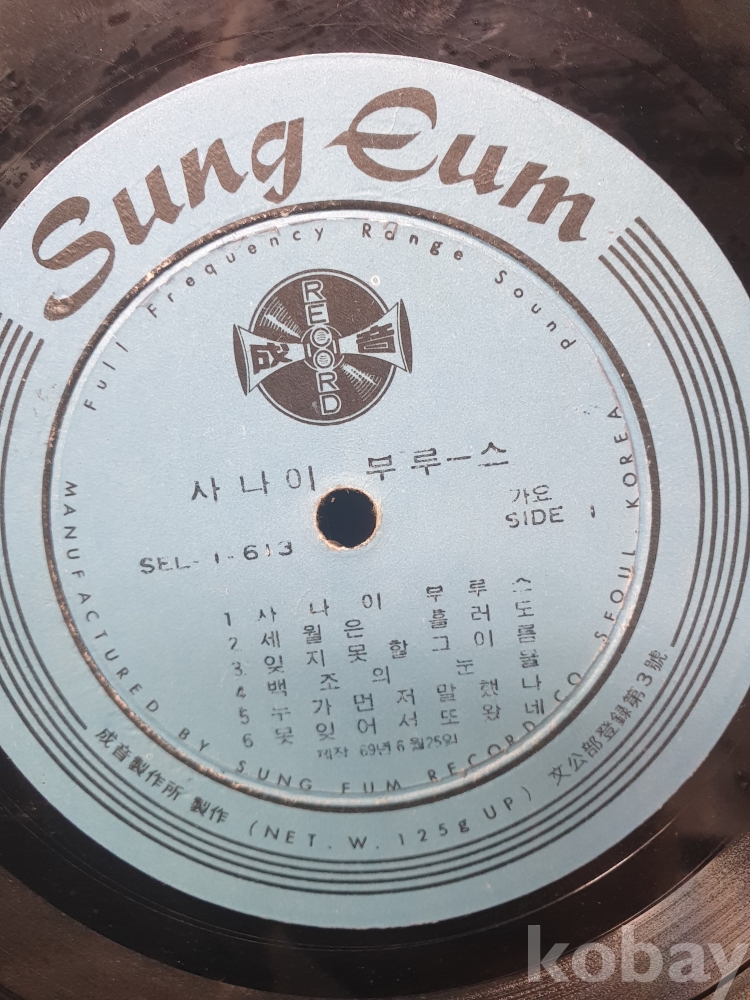 Sung Eum
Full Frequency Range Sound
RECORD
成音
사나이 부루ー스
가요
SEL-1-613
SIDE 1
1 사나이 부루스
2 세월은 흘러도
3. 잊지못할 그이름
4 백조의 눈물
5 누가 먼저 말했나
6 못잊어서 또왔네
제작 69년 6월 25일
MANUFACTURED BY SUNG EUM RECORD CO. SEOUL. KOREA
成音製作所 製作 (NET. W. 125g UP) 文公部登録第3號
kobay